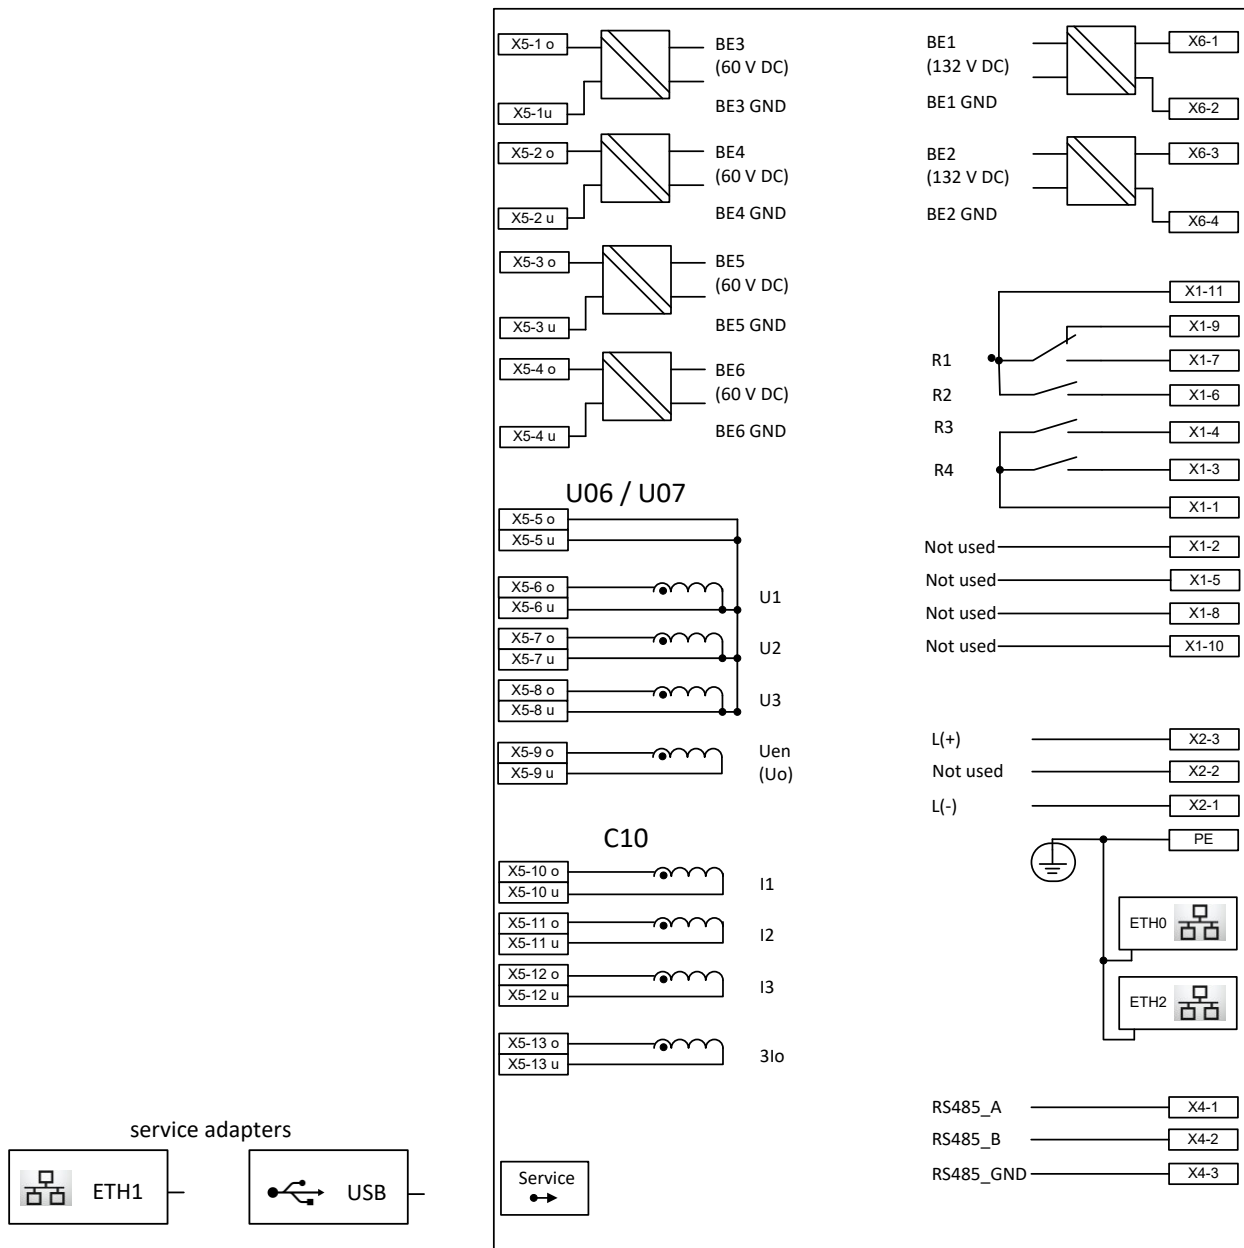 X5-1 o
BE3
(60 V DC)
X5-1u
BE3 GND
X5-2 o
BE4
(60 V DC)
X5-2 u
BE4 GND
X5-3 o
BE5
(60 V DC)
X5-3 u
BE5 GND
X5-4 o
BE6
(60 V DC)
X5-4 u
BE6 GND
U06 / U07
X5-5 o
X5-5 u
X5-6 o
X5-6 u
U1
X5-7 o
X5-7 u
U2
X5-8 o
X5-8 u
U3
X5-9 o
X5-9 u
Uen
(Uo)
C10
X5-10 o
X5-10 u
I1
X5-11 o
X5-11 u
I2
X5-12 o
X5-12 u
I3
X5-13 o
X5-13 u
3Io
Service
service adapters
ETH1
USB
BE1
(132 V DC)
BE1 GND
X6-1
X6-2
BE2
(132 V DC)
BE2 GND
X6-3
X6-4
X1-11
X1-9
R1
X1-7
R2
X1-6
R3
X1-4
R4
X1-3
X1-1
Not used
X1-2
Not used
X1-5
Not used
X1-8
Not used
X1-10
L(+)
X2-3
Not used
X2-2
L(-)
X2-1
PE
ETH0
ETH2
RS485_A
X4-1
RS485_B
X4-2
RS485_GND
X4-3